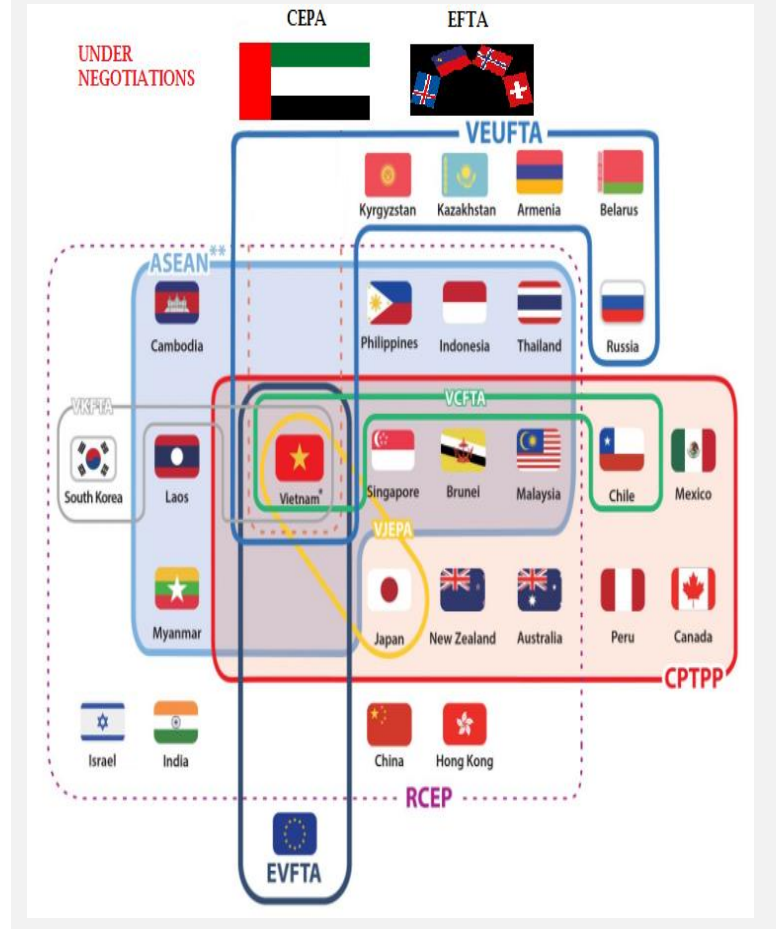 CEPA
EFTA
UNDER
NEGOTIATIONS
VEUFTA
Kyrgyzstan
Kazakhstan
Armenia
Belarus
ASEAN**
Cambodia
Philippines
Indonesia
Thailand
Russia
VKFTA
VCFTA
South Korea
Laos
Vietnam*
Singapore
Brunei
Malaysia
Chile
Mexico
VJEPA
Myanmar
Japan
New Zealand
Australia
Peru
Canada
CPTPP
Israel
India
China
Hong Kong
RCEP
EVFTA